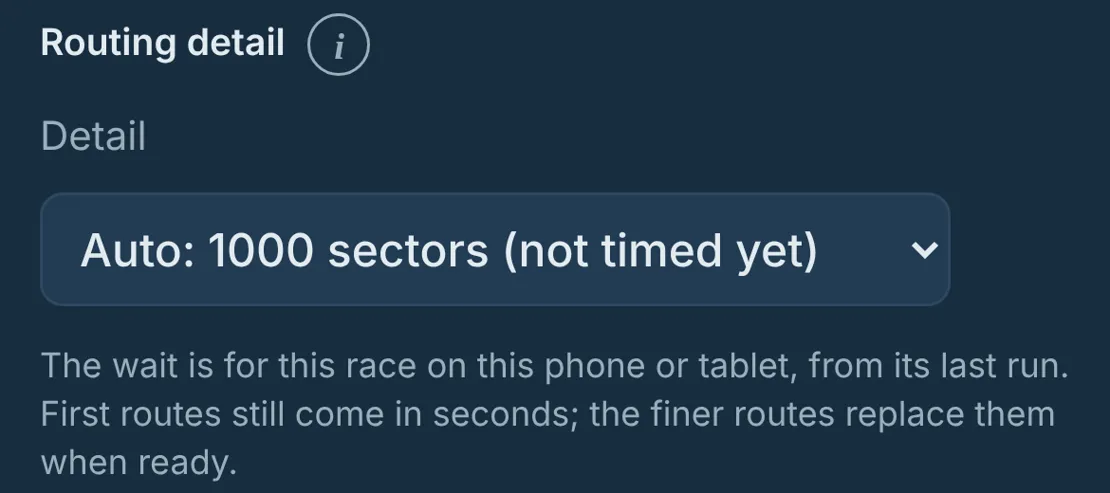 Routing detail i
Detail
Auto: 1000 sectors (not timed yet)
The wait is for this race on this phone or tablet, from its last run.
First routes still come in seconds; the finer routes replace them
when ready.